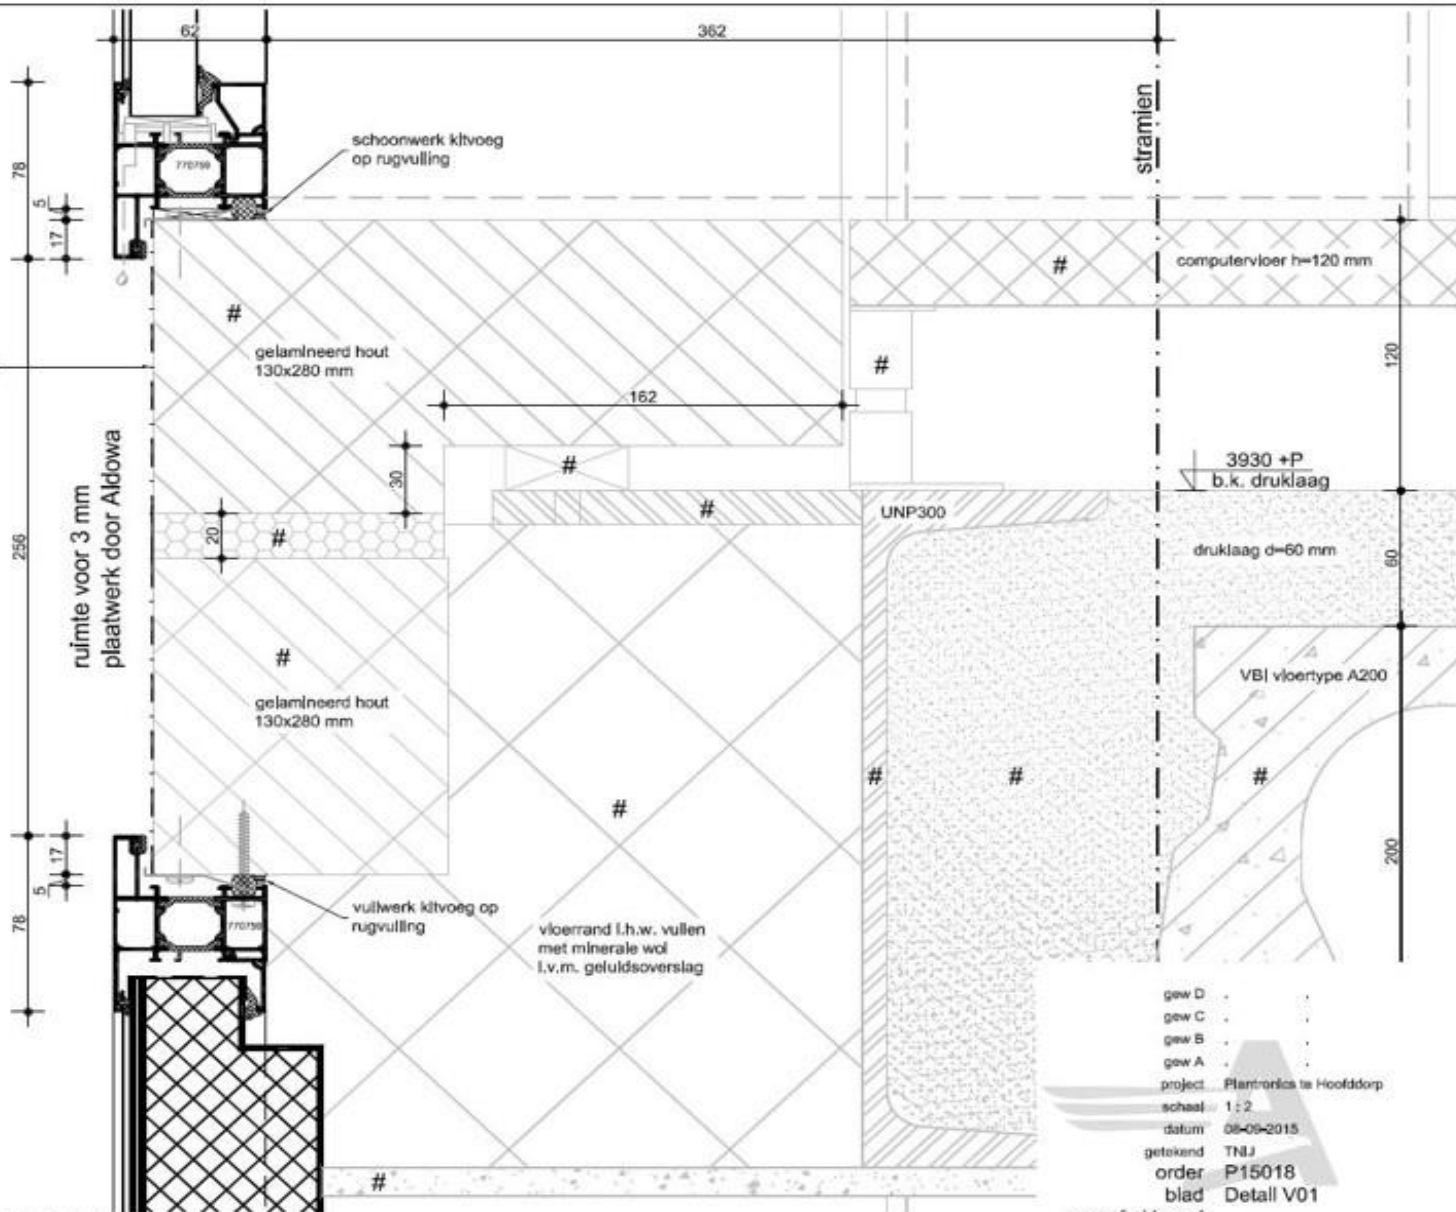 62
362
stramien
78
5
17
770759
schoonwerk kitvoeg
op rugvulling
#
computervloer h=120 mm
#
gelamineerd hout
130x280 mm
#
120
162
ruimte voor 3 mm
plaatwerk door Aldowa
256
30
#
3930 +P
b.k. druklaag
20
#
#
UNP300
druklaag d=60 mm
60
#
gelamineerd hout
130x280 mm
VBI vloertype A200
#
#
#
#
17
5
78
200
770759
vulwerk kitvoeg op
rugvulling
vloerrand i.h.w. vullen
met minerale wol
i.v.m. geluidsoverslag
#
gew D . .
gew C . .
gew B . .
gew A . .
project Plantronics te Hoofddorp
schaal 1 : 2
datum 08-09-2015
getekend TNIJ
order P15018
blad Detail V01